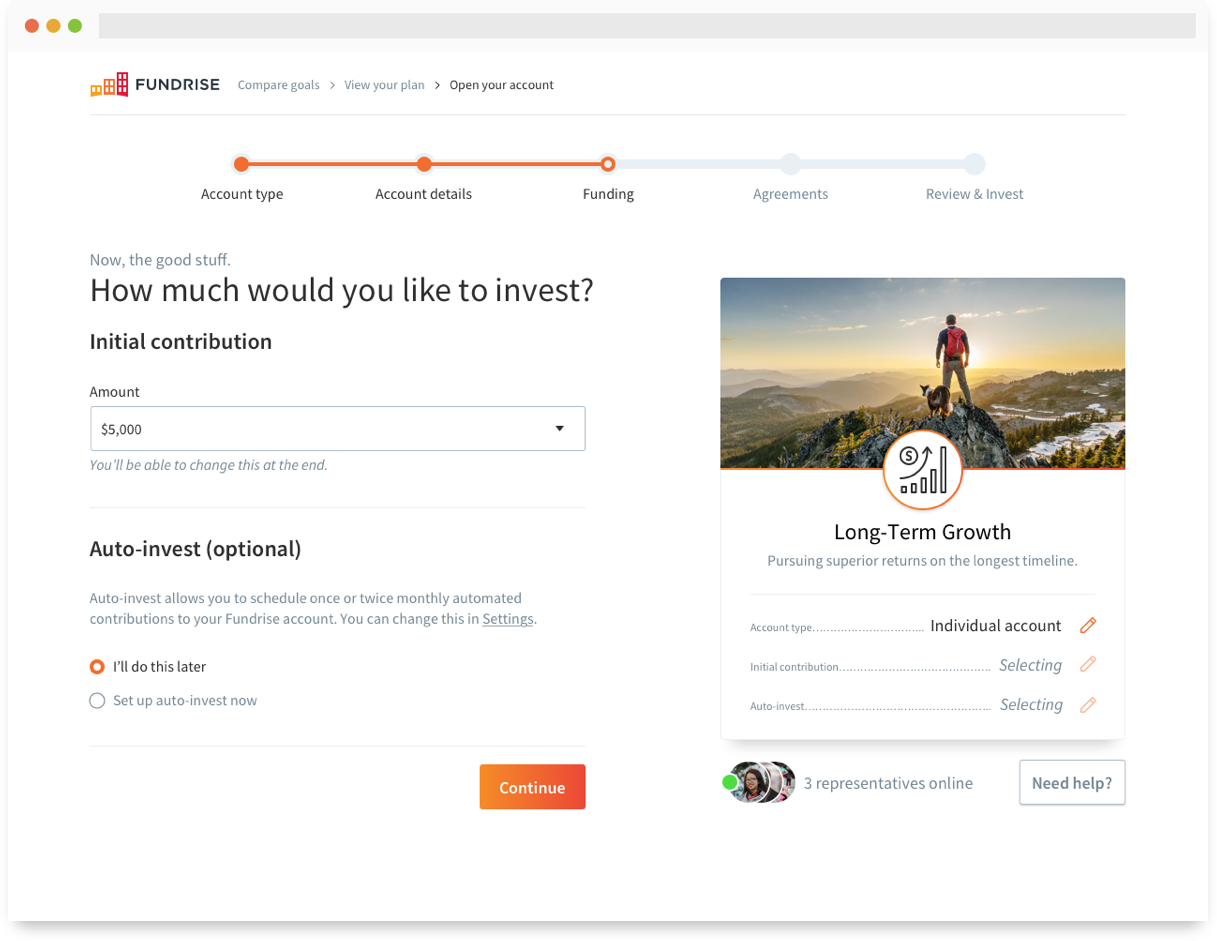 FUNDRISE Compare goals > View your plan > Open your account
Account type Account details Funding Agreements Review & Invest
Now, the good stuff.
How much would you like to invest?
Initial contribution
Amount
$5,000
You'll be able to change this at the end.
Auto-invest (optional)
Auto-invest allows you to schedule once or twice monthly automated
contributions to your Fundrise account. You can change this in Settings.
I'll do this later
Set up auto-invest now
Continue
$
Long-Term Growth
Pursuing superior returns on the longest timeline.
Account type.............................. Individual account
Initial contribution......................................... Selecting
Auto-invest.................................................. Selecting
3 representatives online
Need help?